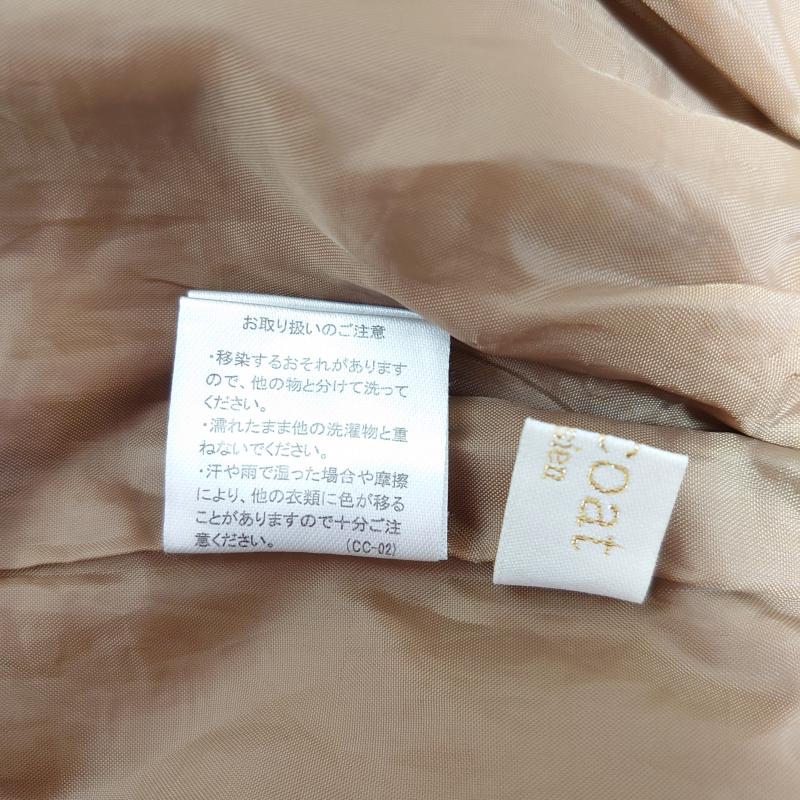 お取り扱いのご注意
・移染するおそれがあります
ので、他の物と分けて洗って
ください。
・濡れたまま他の洗濯物と重
ねないでください。
・汗や雨で湿った場合や摩擦
により、他の衣類に色が移る
ことがありますので十分ご注
意ください。 (CC-02)
coat